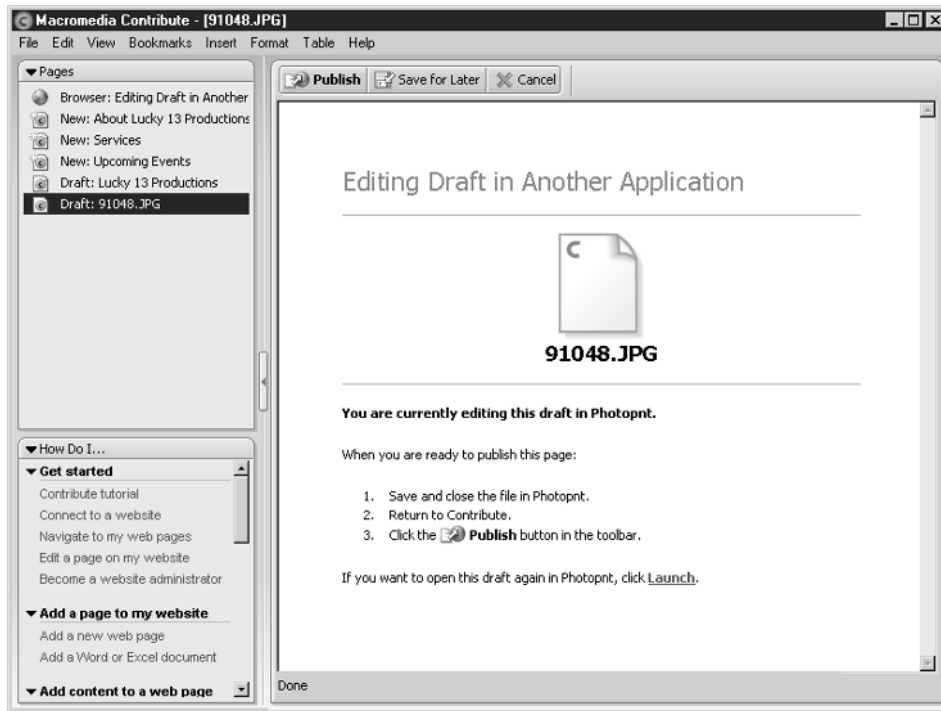 Macromedia Contribute - [91048.JPG]
File Edit View Bookmarks Insert Format Table Help
Pages
Browser: Editing Draft in Another
New: About Lucky 13 Productions
New: Services
New: Upcoming Events
Draft: Lucky 13 Productions
Draft: 91048.JPG
How Do I...
Get started
Contribute tutorial
Connect to a website
Navigate to my web pages
Edit a page on my website
Become a website administrator
Add a page to my website
Add a new web page
Add a Word or Excel document
Add content to a web page
Publish Save for Later Cancel
Editing Draft in Another Application
91048.JPG
You are currently editing this draft in Photopnt.
When you are ready to publish this page:
1. Save and close the file in Photopnt.
2. Return to Contribute.
3. Click the Publish button in the toolbar.
If you want to open this draft again in Photopnt, click Launch.
Done